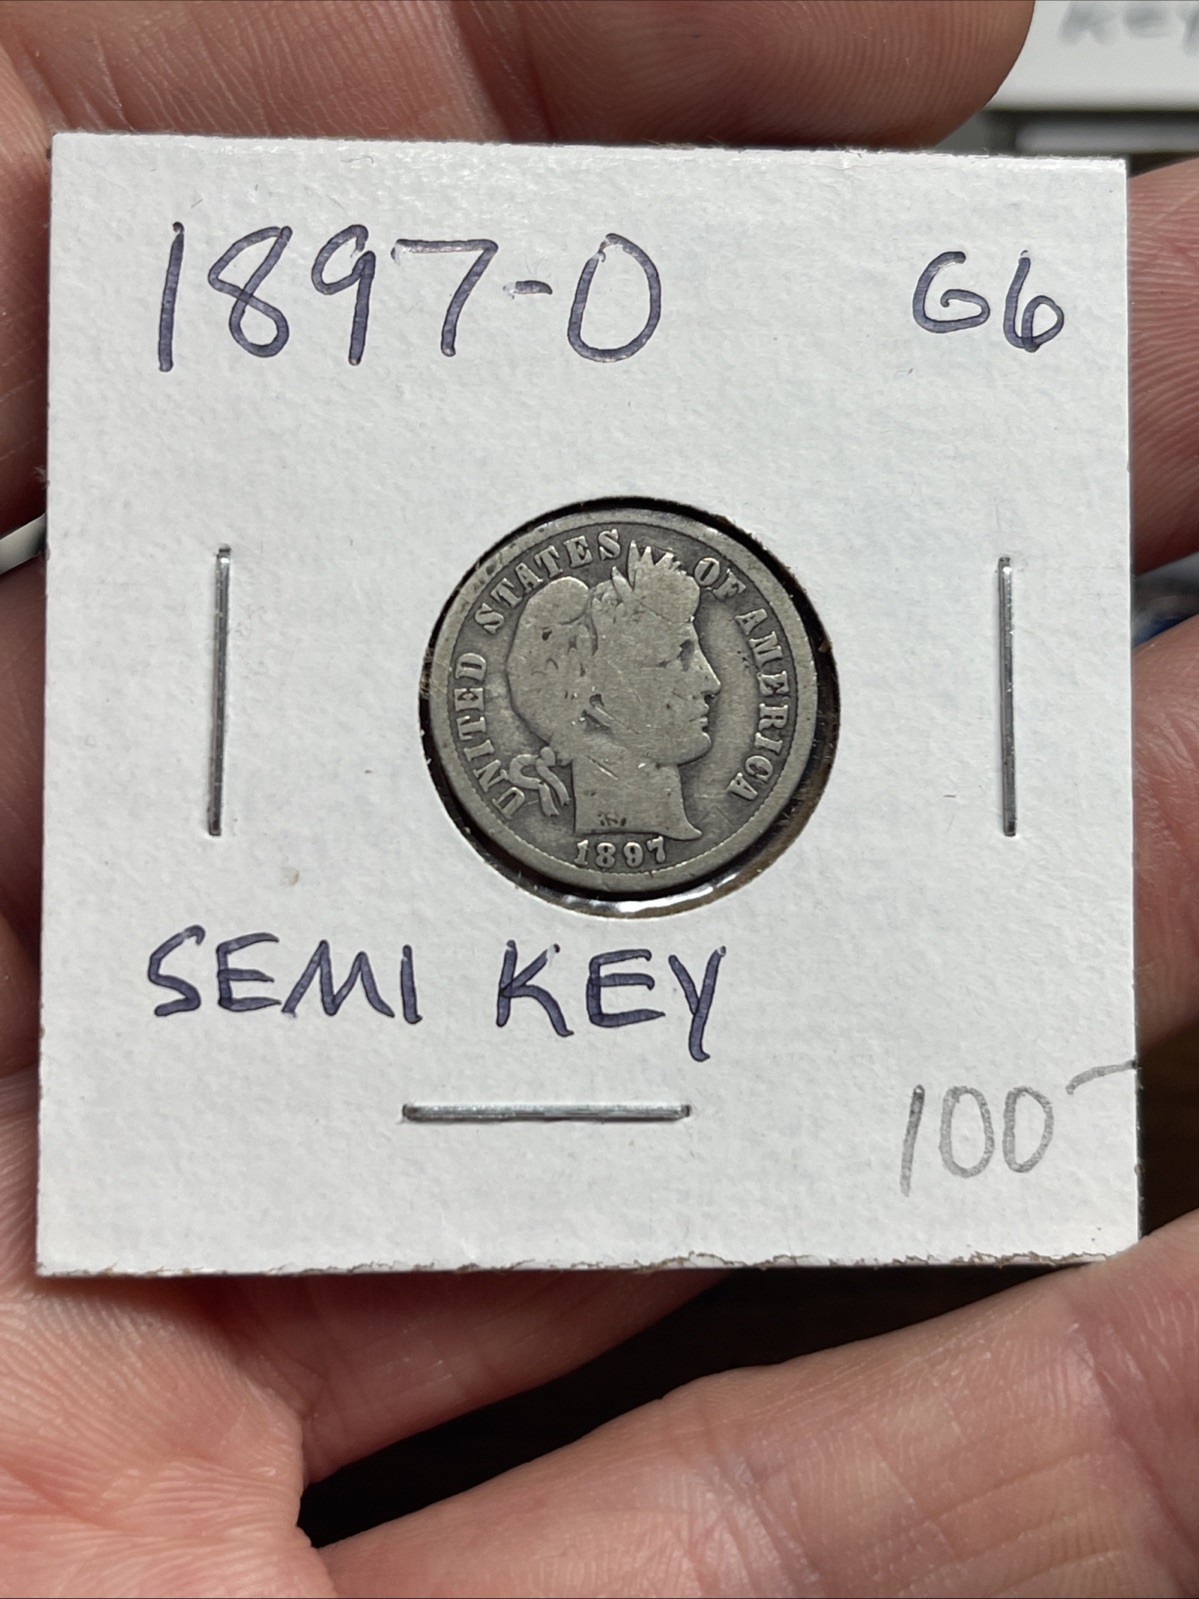 1897-O G6
UNITED STATES OF AMERICA
1897
SEMI KEY
100